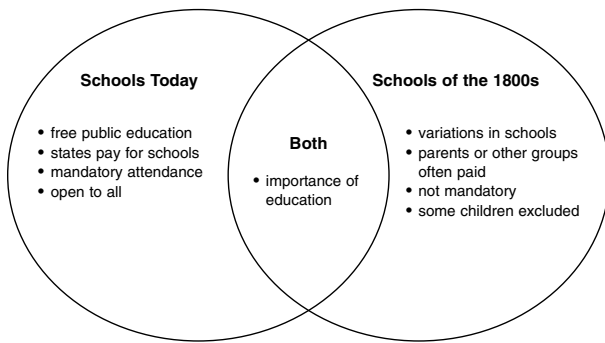 Schools Today
• free public education
• states pay for schools
• mandatory attendance
• open to all
Both
• importance of
education
Schools of the 1800s
• variations in schools
• parents or other groups
often paid
• not mandatory
• some children excluded